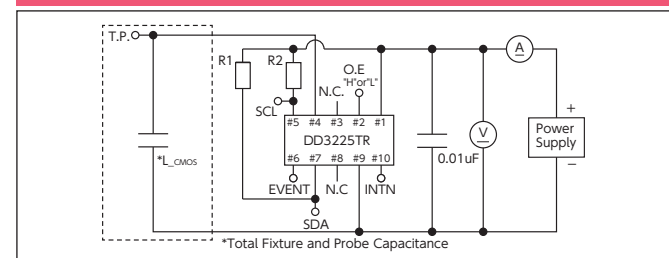 T.P.
R1
R2
O.E
"H"or"L"
N.C.
SCL
#5 #4 #3 #2 #1
DD3225TR
#6 #7 #8 #9 #10
EVENT
N.C
INTN
SDA
*L_CMOS
0.01uF
A
V
+
Power
Supply
−
*Total Fixture and Probe Capacitance